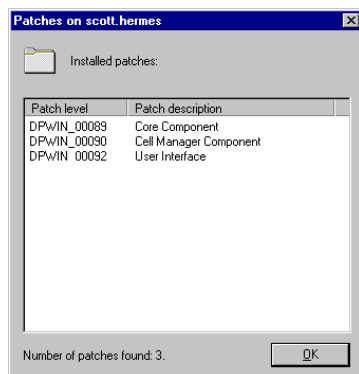 Patches on scott.hermes
Installed patches:
Patch level Patch description
DPWIN_00089 Core Component
DPWIN_00090 Cell Manager Component
DPWIN_00092 User Interface
Number of patches found: 3.
OK